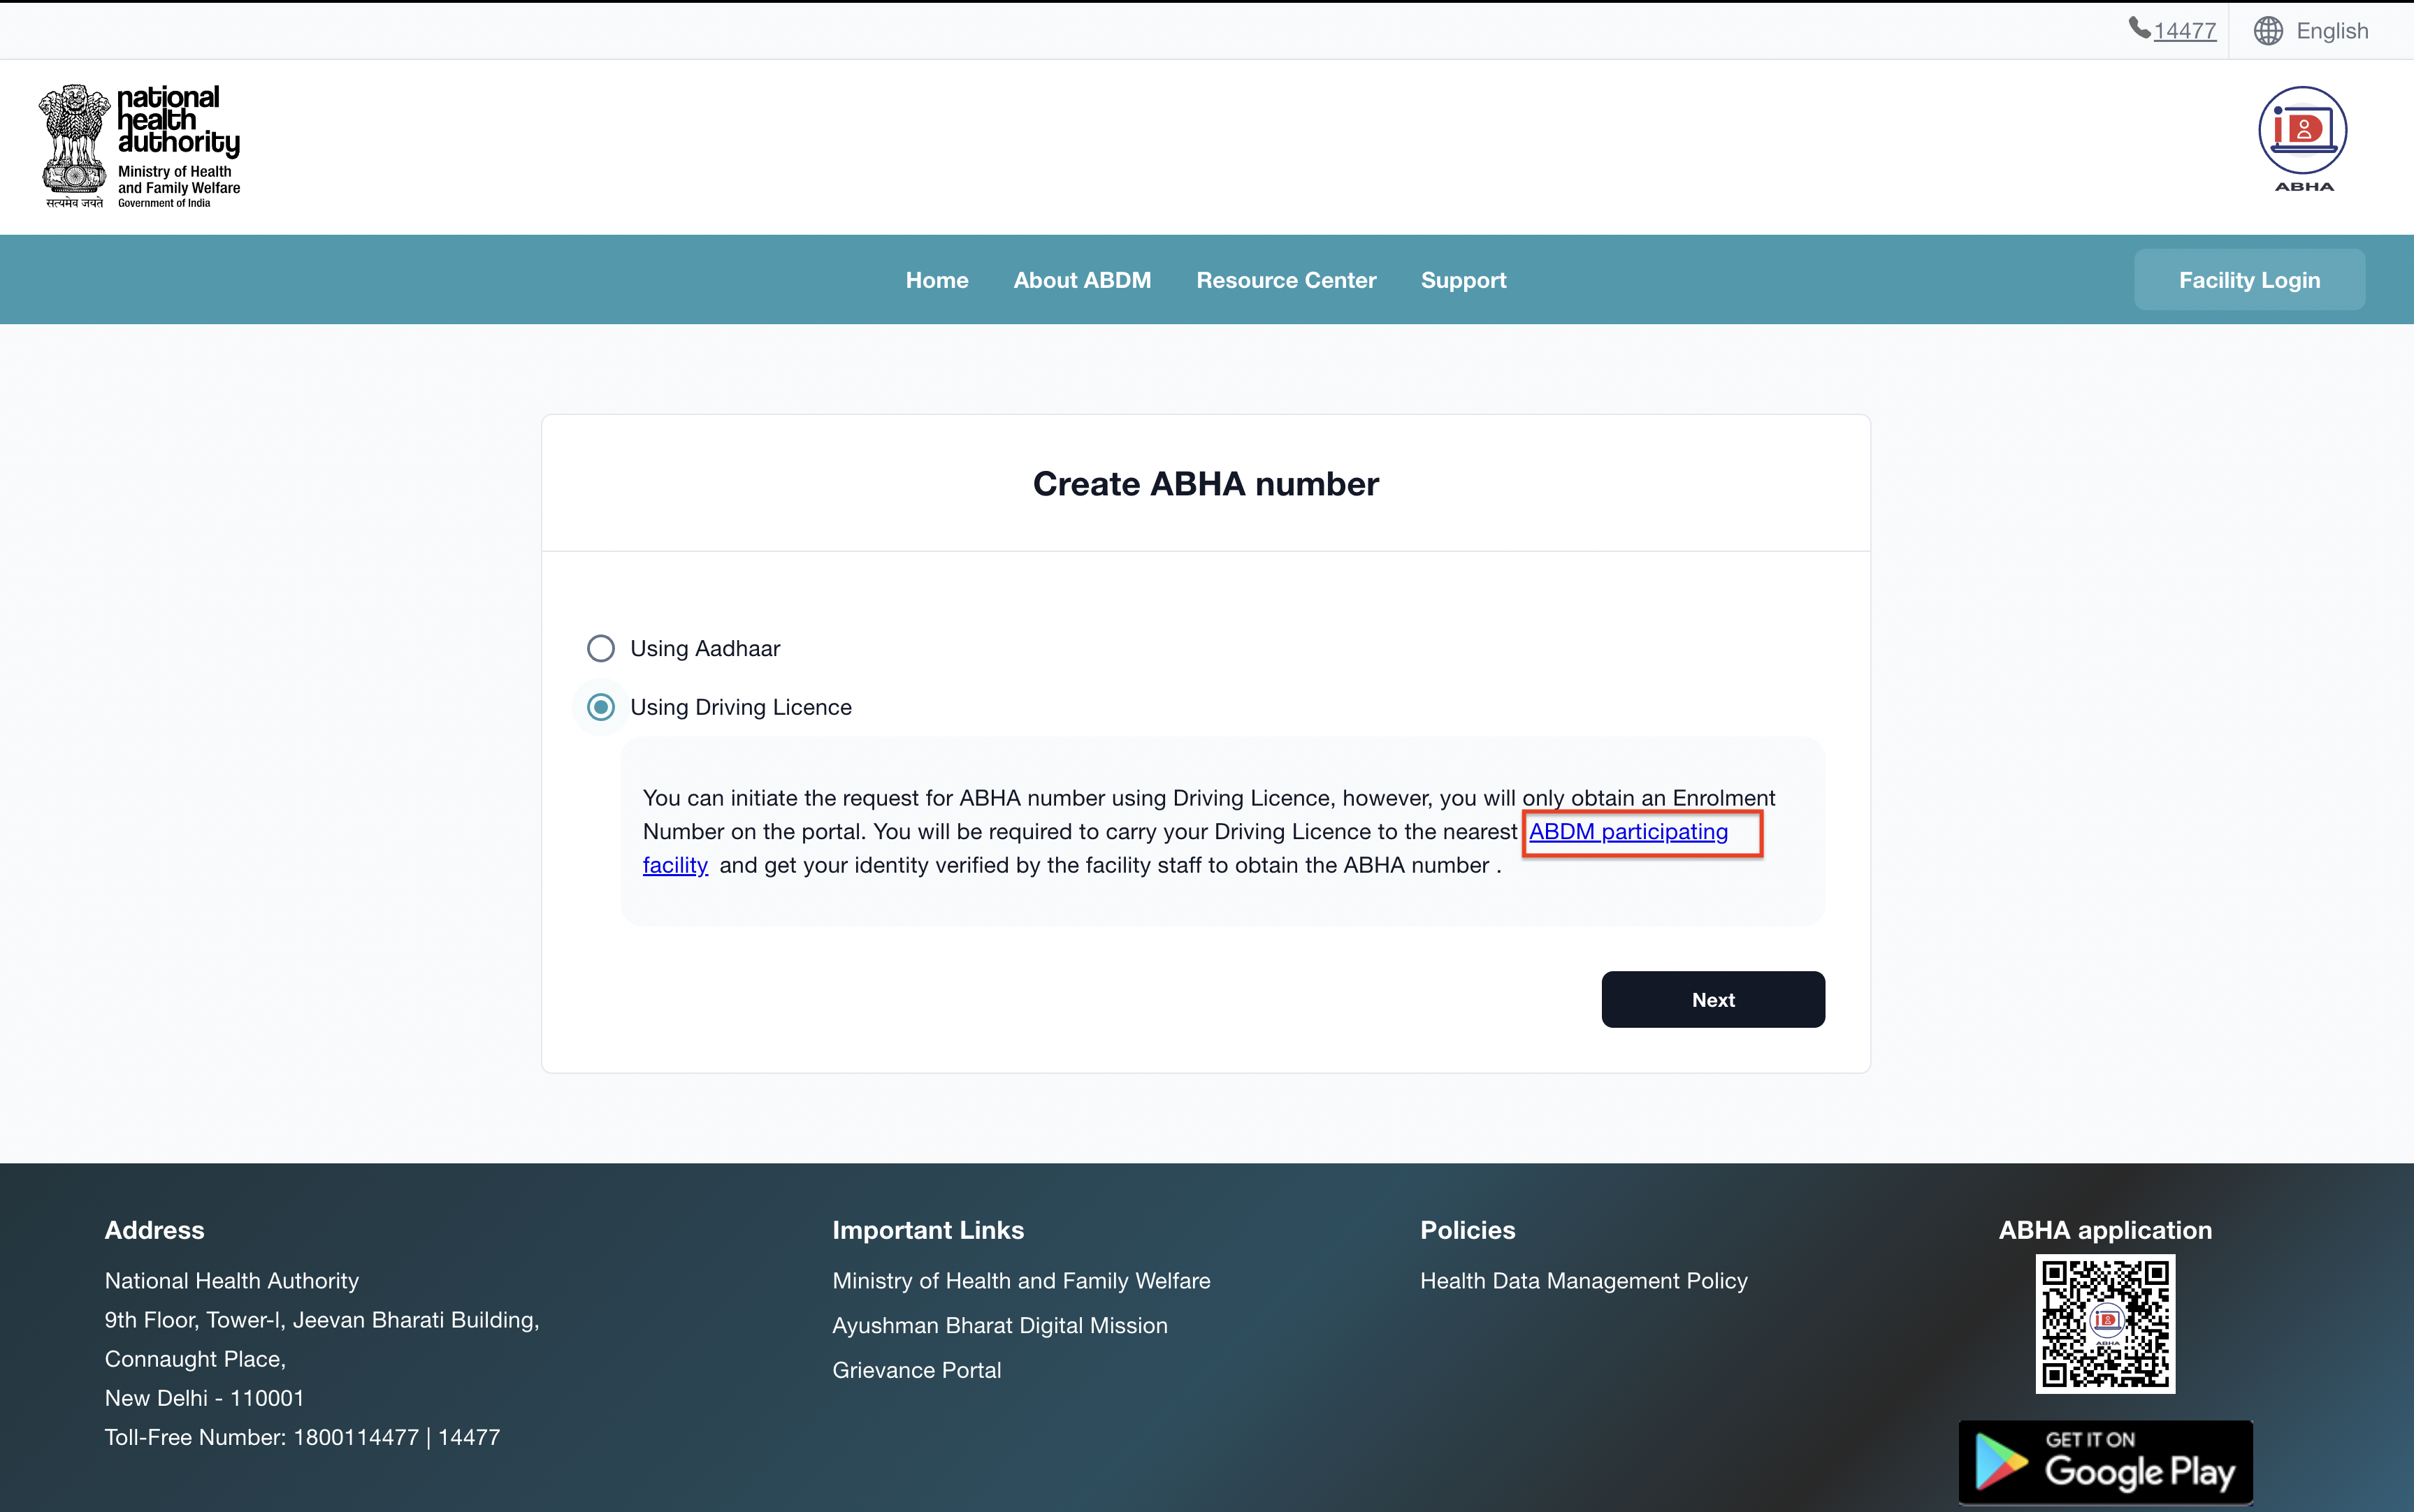 14477
English
national
health
authority
Ministry of Health
and Family Welfare
Government of India
सत्यमेव जयते
ABHA
Home
About ABDM
Resource Center
Support
Facility Login
Create ABHA number
Using Aadhaar
Using Driving Licence
You can initiate the request for ABHA number using Driving Licence, however, you will only obtain an Enrolment
Number on the portal. You will be required to carry your Driving Licence to the nearest ABDM participating
facility and get your identity verified by the facility staff to obtain the ABHA number .
Next
Address
National Health Authority
9th Floor, Tower-l, Jeevan Bharati Building,
Connaught Place,
New Delhi - 110001
Toll-Free Number: 1800114477 | 14477
Important Links
Ministry of Health and Family Welfare
Ayushman Bharat Digital Mission
Grievance Portal
Policies
Health Data Management Policy
ABHA application
ABHA
GET IT ON
Google Play